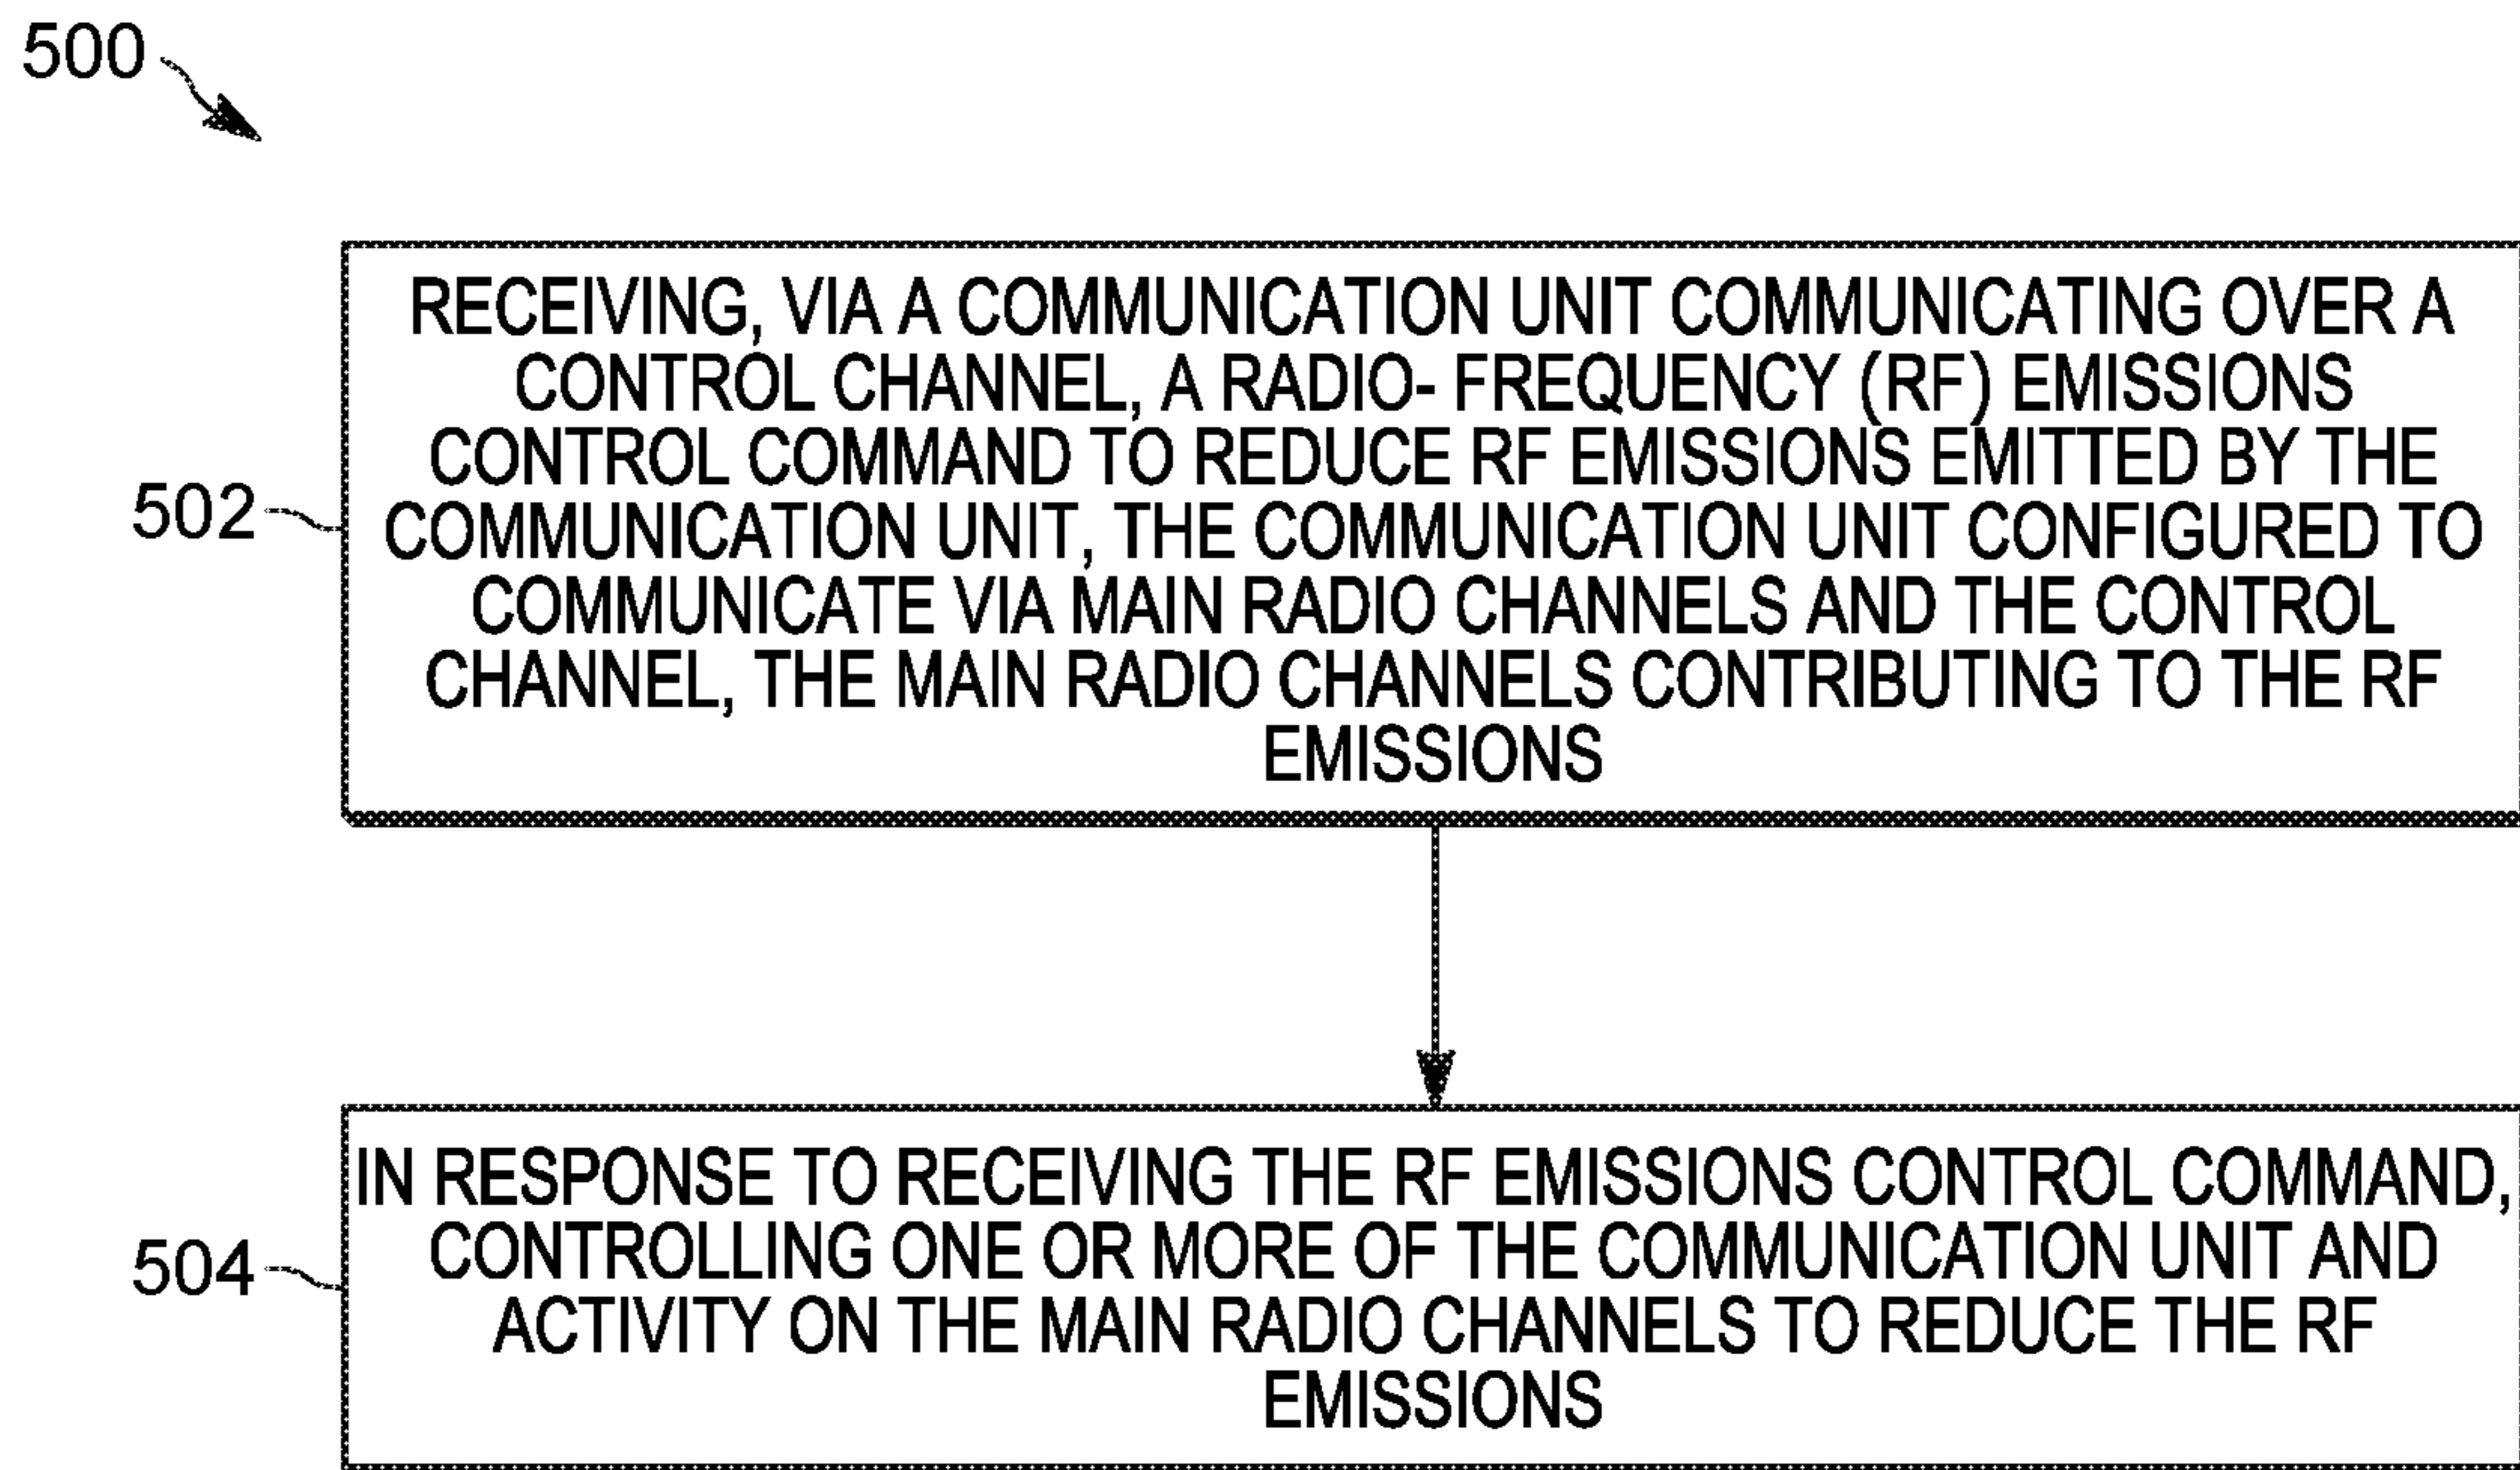 500
RECEIVING, VIA A COMMUNICATION UNIT COMMUNICATING OVER A
CONTROL CHANNEL, A RADIO- FREQUENCY (RF) EMISSIONS
CONTROL COMMAND TO REDUCE RF EMISSIONS EMITTED BY THE
COMMUNICATION UNIT, THE COMMUNICATION UNIT CONFIGURED TO
COMMUNICATE VIA MAIN RADIO CHANNELS AND THE CONTROL
CHANNEL, THE MAIN RADIO CHANNELS CONTRIBUTING TO THE RF
EMISSIONS
502
IN RESPONSE TO RECEIVING THE RF EMISSIONS CONTROL COMMAND,
CONTROLLING ONE OR MORE OF THE COMMUNICATION UNIT AND
ACTIVITY ON THE MAIN RADIO CHANNELS TO REDUCE THE RF
EMISSIONS
504